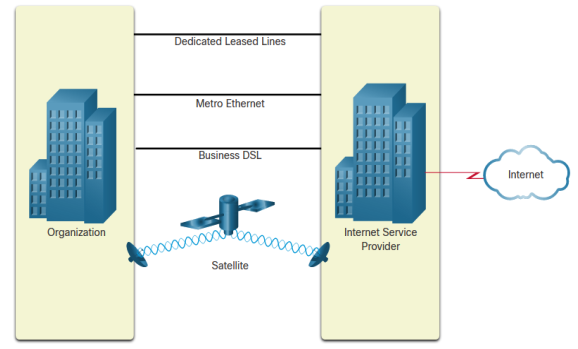 Dedicated Leased Lines
Metro Ethernet
Business DSL
Internet
Organization
Internet Service
Provider
Satellite